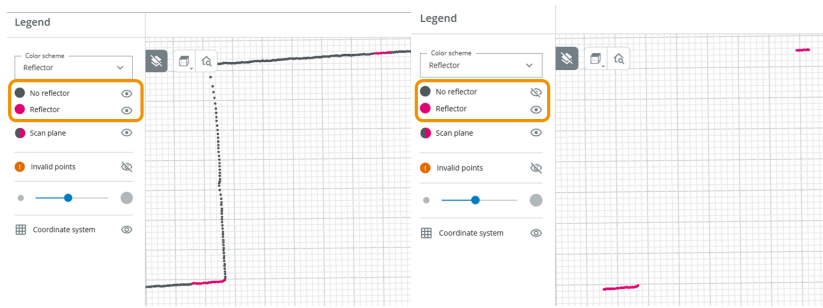 Legend
Color scheme
Reflector
No reflector
Reflector
Scan plane
Invalid points
Coordinate system
Legend
Color scheme
Reflector
No reflector
Reflector
Scan plane
Invalid points
Coordinate system